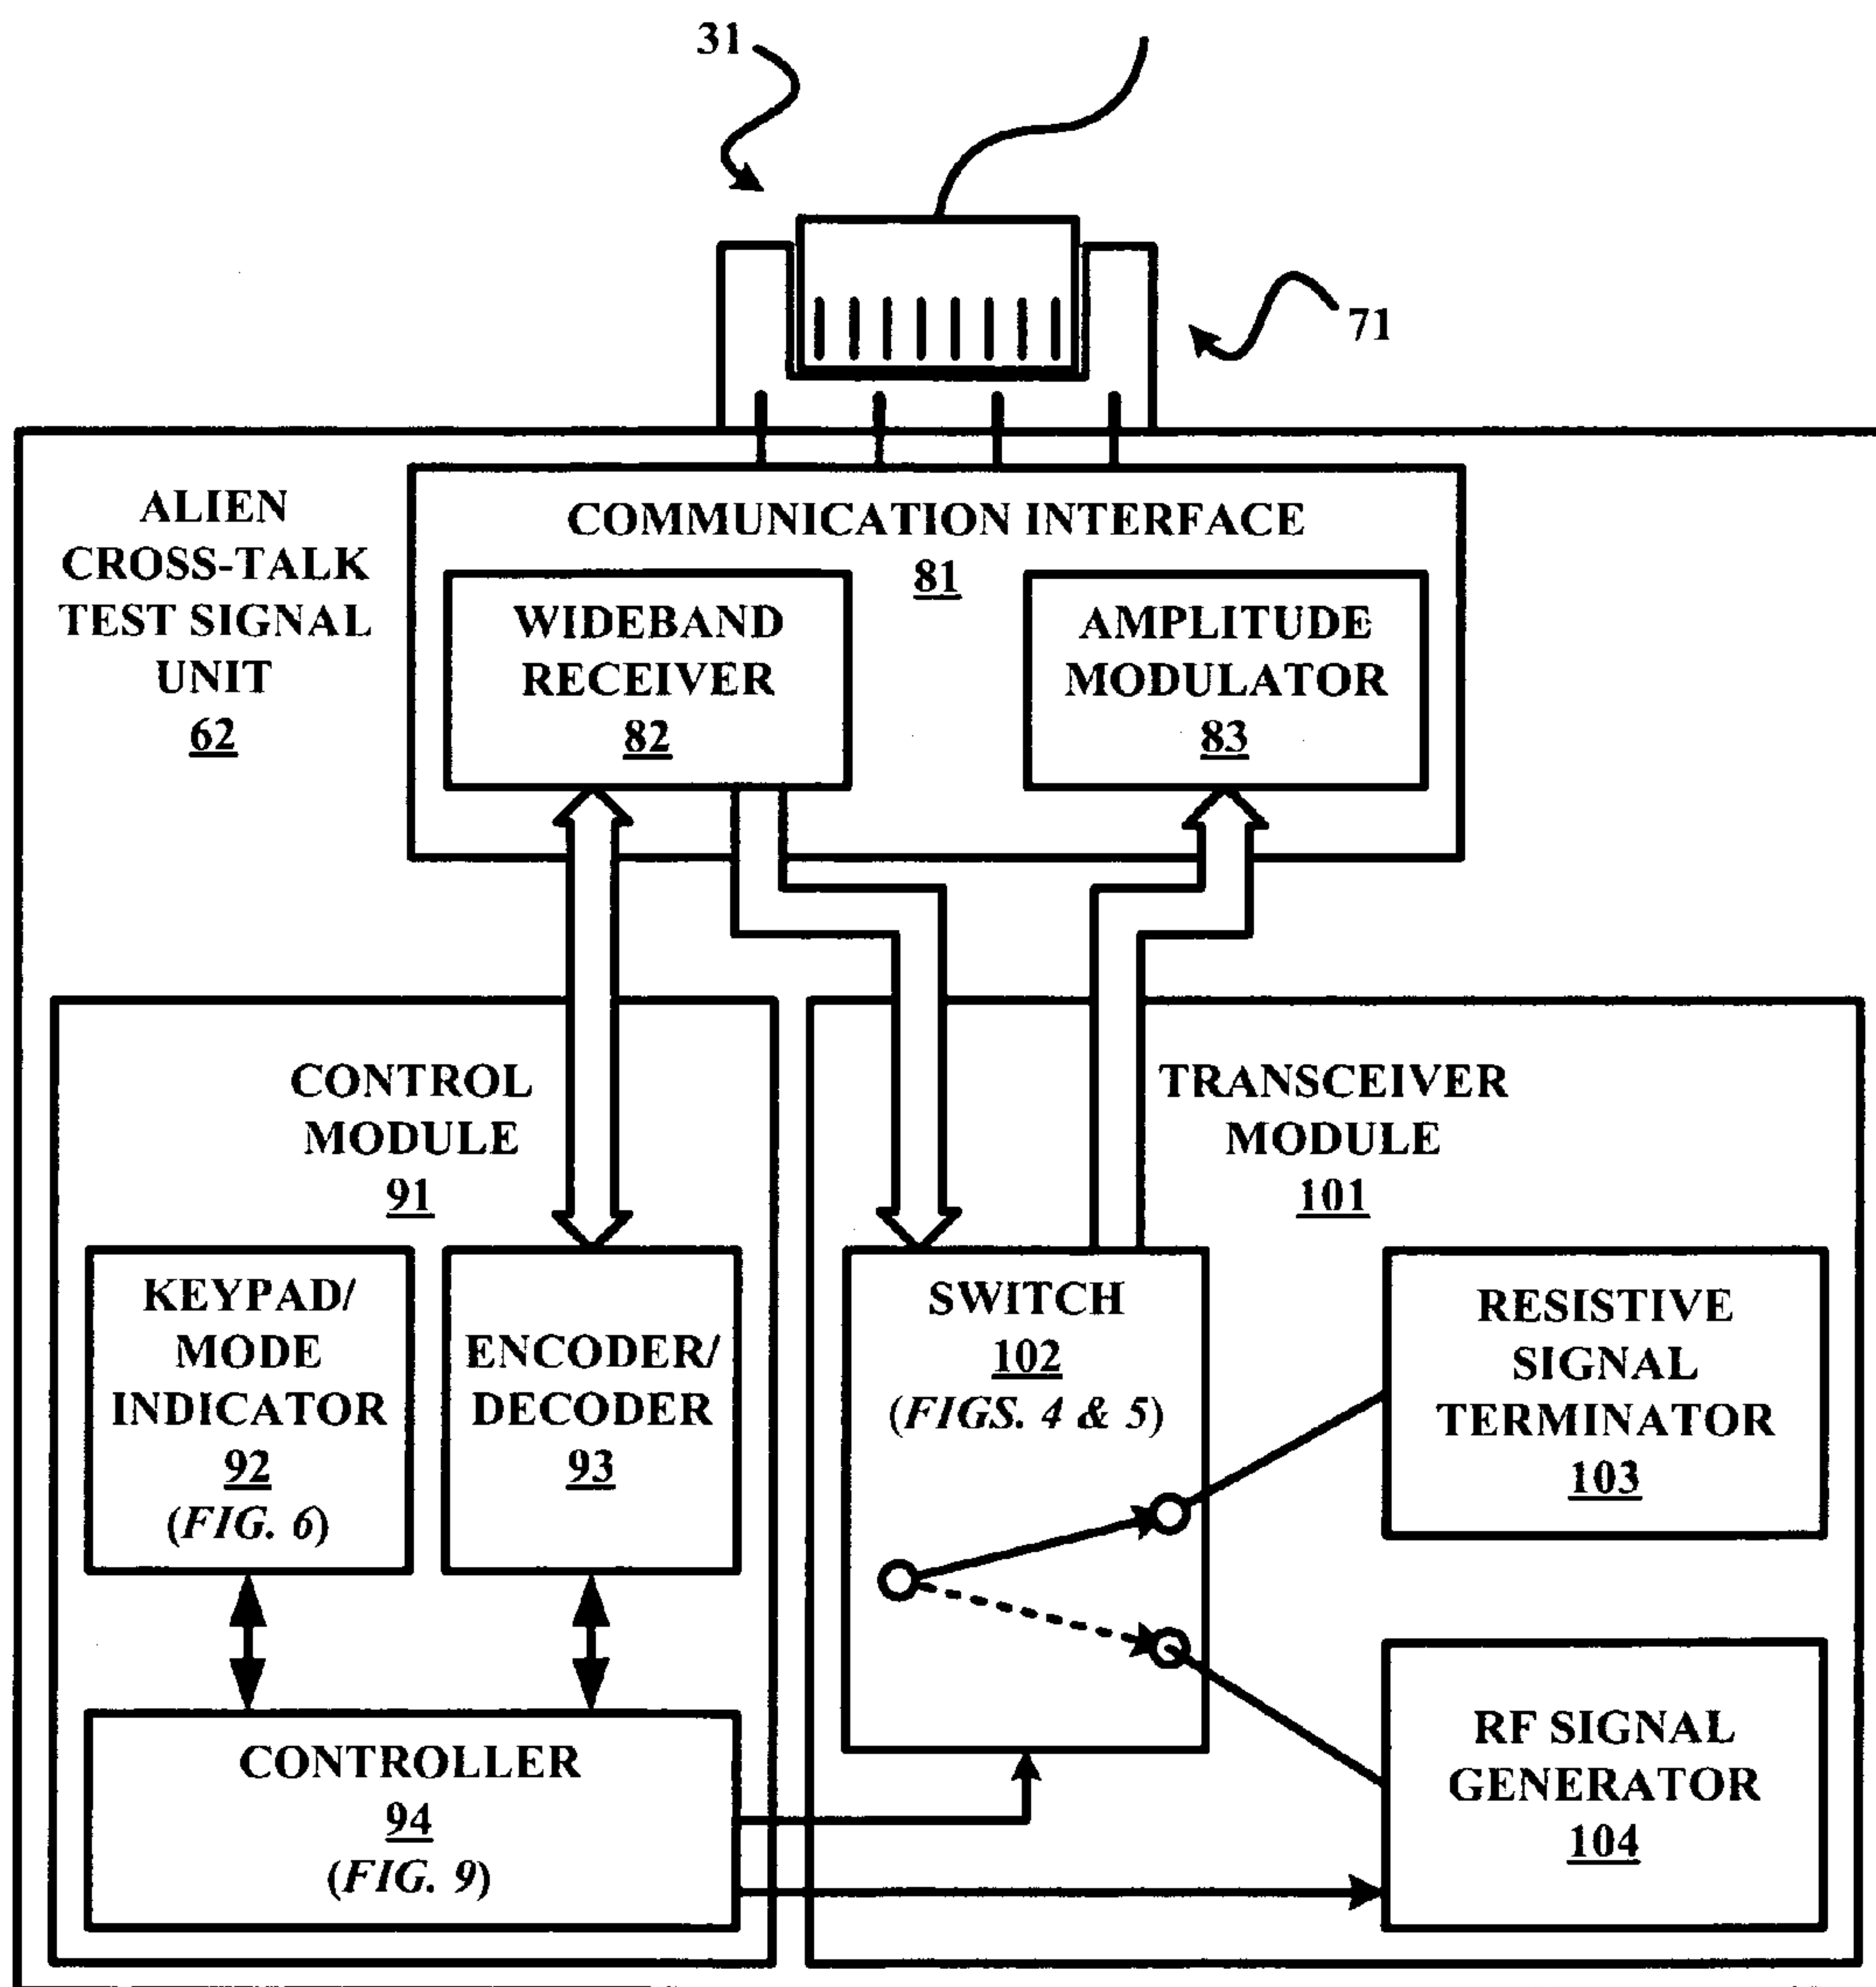 31
71
ALIEN
CROSS-TALK
TEST SIGNAL
UNIT
62
COMMUNICATION INTERFACE
81
WIDEBAND
RECEIVER
82
AMPLITUDE
MODULATOR
83
CONTROL
MODULE
91
TRANSCEIVER
MODULE
101
KEYPAD/
MODE
INDICATOR
92
(FIG. 6)
ENCODER/
DECODER
93
SWITCH
102
(FIGS. 4 & 5)
RESISTIVE
SIGNAL
TERMINATOR
103
CONTROLLER
94
(FIG. 9)
RF SIGNAL
GENERATOR
104